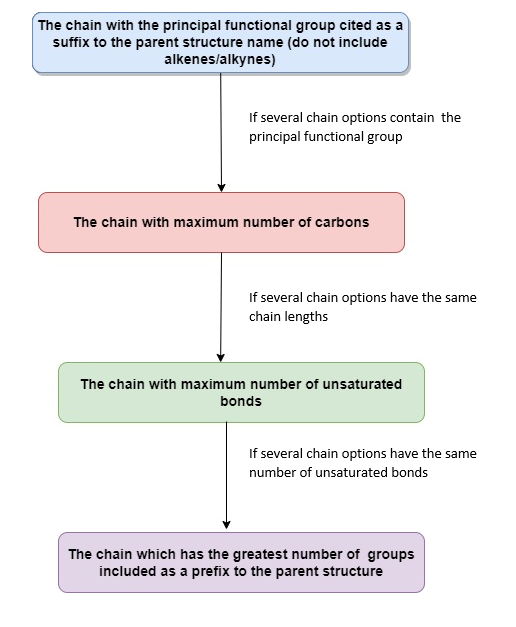 The chain with the principal functional group cited as a
suffix to the parent structure name (do not include
alkenes/alkynes)
If several chain options contain the
principal functional group
The chain with maximum number of carbons
If several chain options have the same
chain lengths
The chain with maximum number of unsaturated
bonds
If several chain options have the same
number of unsaturated bonds
The chain which has the greatest number of groups
included as a prefix to the parent structure